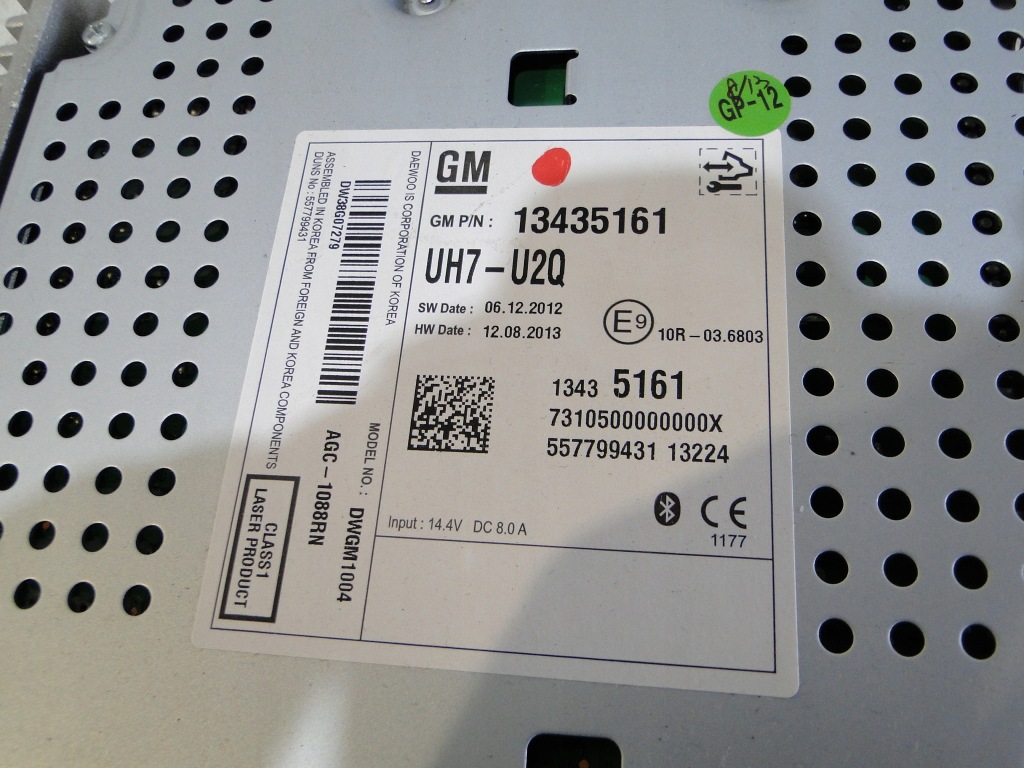 A/13
GP-12
GM
GM P/N : 13435161
UH7-U2Q
SW Date : 06.12.2012
HW Date : 12.08.2013
E9
10R-03.6803
1343 5161
7310500000000X
557799431 13224
CE
1177
Input : 14.4V DC 8.0 A
DAEWOO IS CORPORATION OF KOREA
MODEL NO. : DWGM1004
AGC-1088RN
DW38G07279
ASSEMBLED IN KOREA FROM FOREIGN AND KOREA COMPONENTS
DUNS No :557799431
CLASS1
LASER PRODUCT